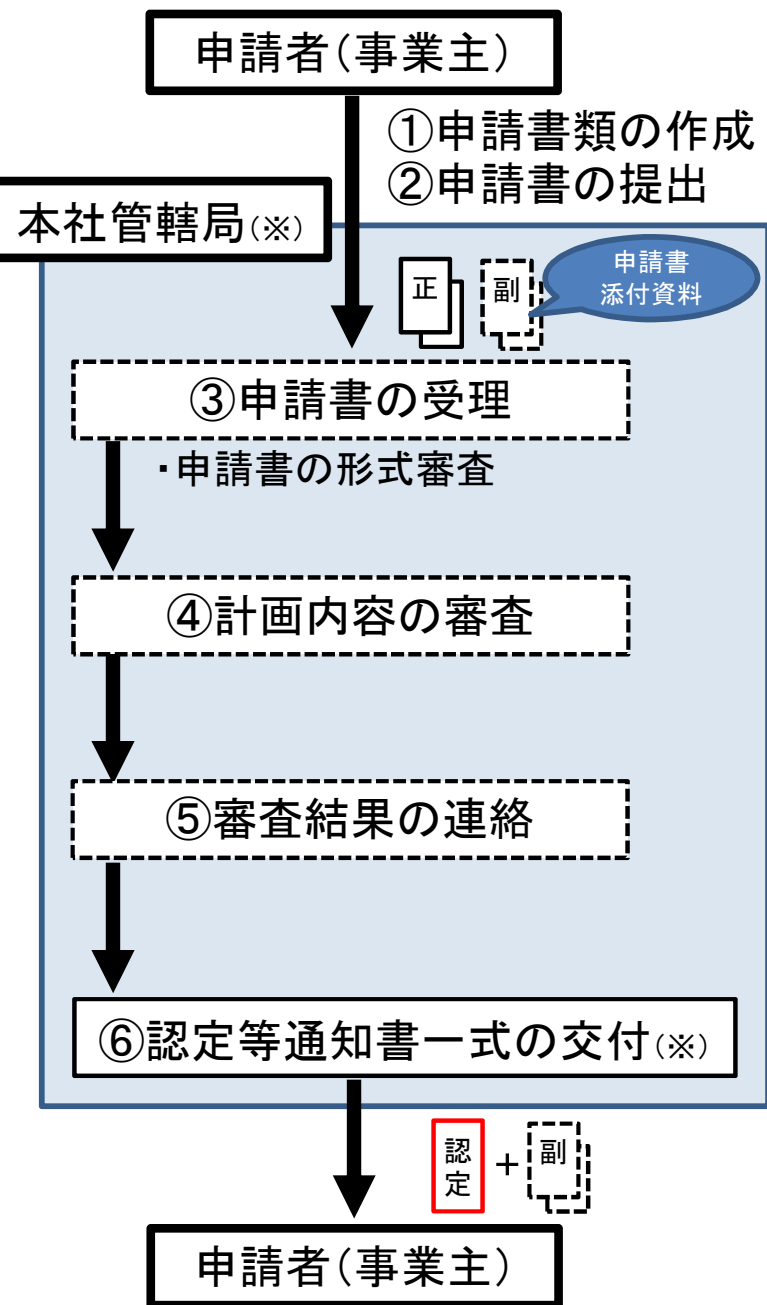 申請者（事業主）
①申請書類の作成
②申請書の提出
本社管轄局(※)
正
副
申請書
添付資料
③申請書の受理
・申請書の形式審査
④計画内容の審査
⑤審査結果の連絡
⑥認定等通知書一式の交付(※)
認
定
+
副
申請者（事業主）